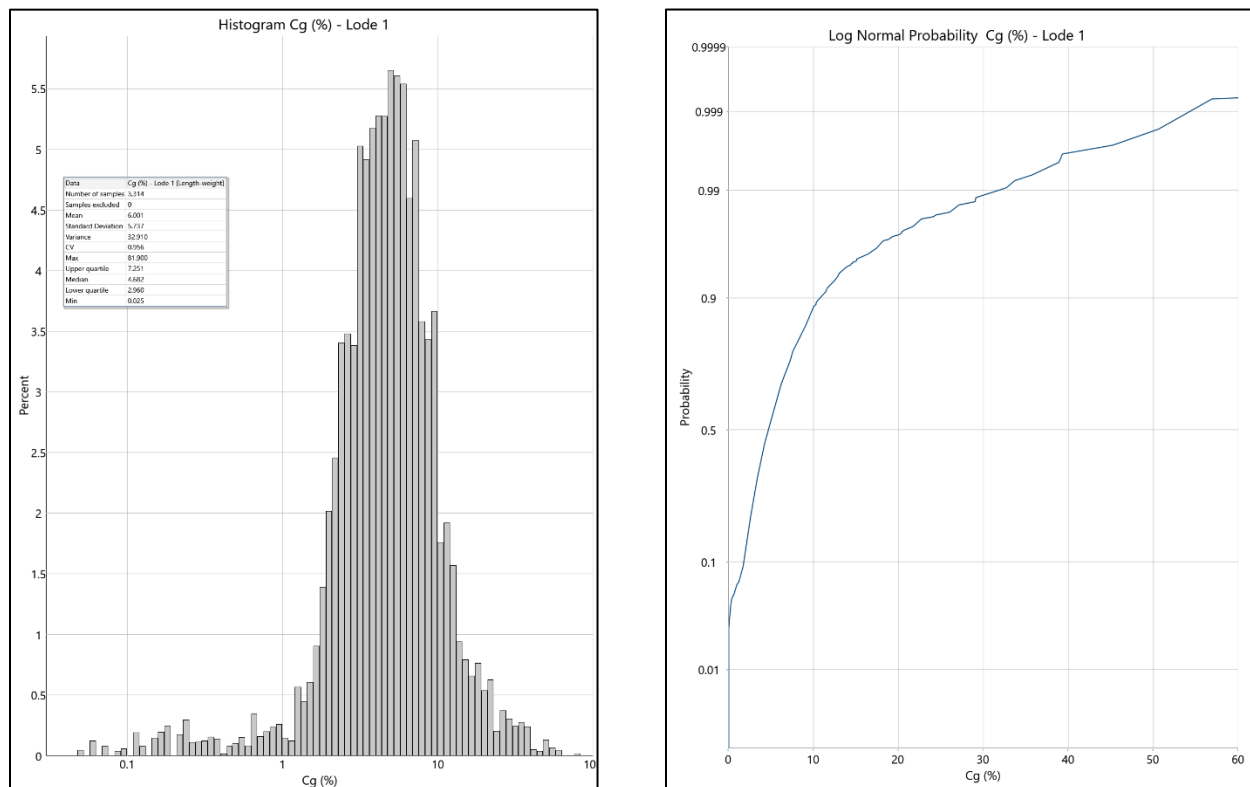 Histogram Cg (%) - Lode 1
5.5
5
4.5
4
3.5
3
2.5
2
1.5
1
0.5
0
Percent
Data Cg (%) - Lode 1 [Length-weight]
Number of samples 3,314
Samples excluded 0
Mean 6.001
Standard Deviation 5.737
Variance 32.910
CV 0.956
Max 81.900
Upper quartile 7.251
Median 4.682
Lower quartile 2.960
Min 0.025
0.1 1 10 10
Cg (%)
Log Normal Probability Cg (%) - Lode 1
0.9999
0.999
0.99
0.9
0.5
0.1
0.01
Probability
0 10 20 30 40 50 60
Cg (%)